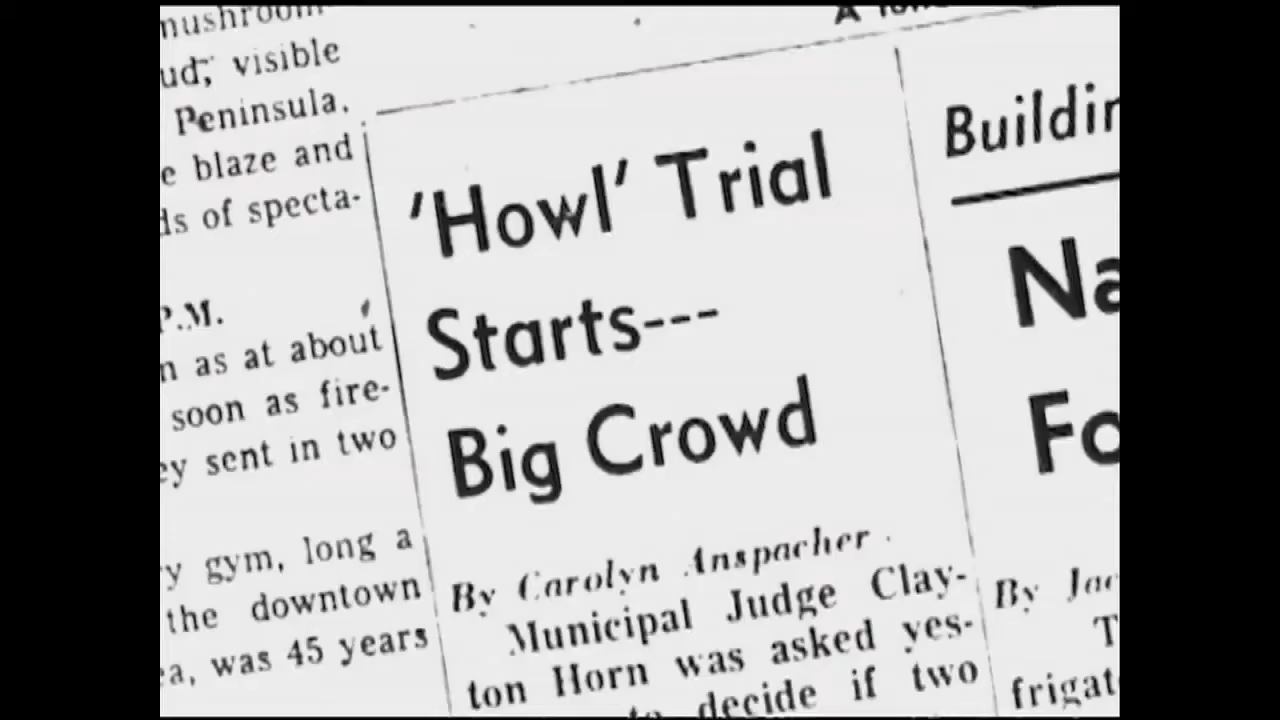 mushroom
ud, visible
Peninsula,
e blaze and
ds of specta-
P.M.
n as at about
soon as fire-
ey sent in two
y gym, long a
the downtown
ea, was 45 years
'Howl' Trial
Starts---
Big Crowd
By Carolyn Anspacher
Municipal Judge Clay-
ton Horn was asked yes-
to decide if two
Buildin
Na
Fo
By Jac
T
frigat